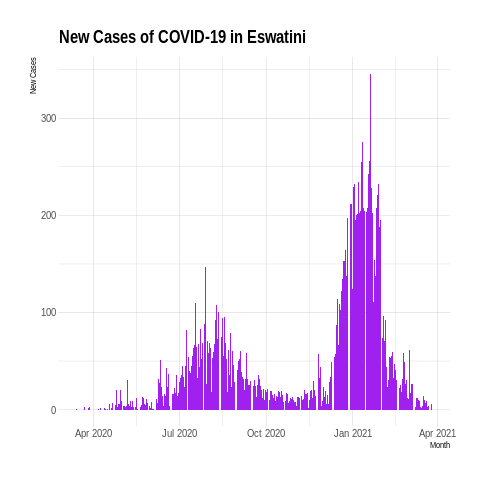 New Cases of COVID-19 in Eswatini
New Cases
300
200
100
0
Apr 2020
Jul 2020
Oct 2020
Jan 2021
Apr 2021
Month